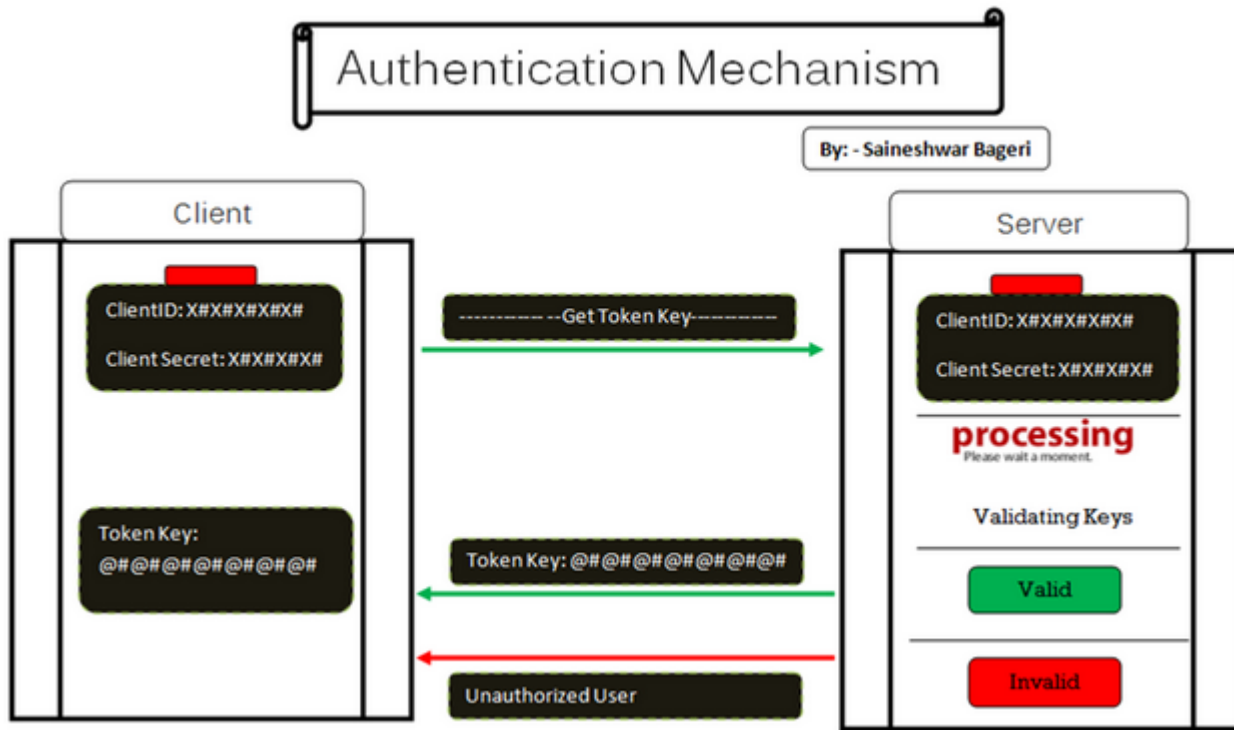 Authentication Mechanism
By: - Saineshwar Bageri
Client
Server
ClientID: X#X#X#X#X#
Client Secret: X#X#X#X#
------------- --Get Token Key--------------
ClientID: X#X#X#X#X#
Client Secret: X#X#X#X#
processing
Please wait a moment.
Validating Keys
Token Key:
@#@#@#@#@#@#@#
Token Key: @#@#@#@#@#@#@#
Valid
Unauthorized User
Invalid